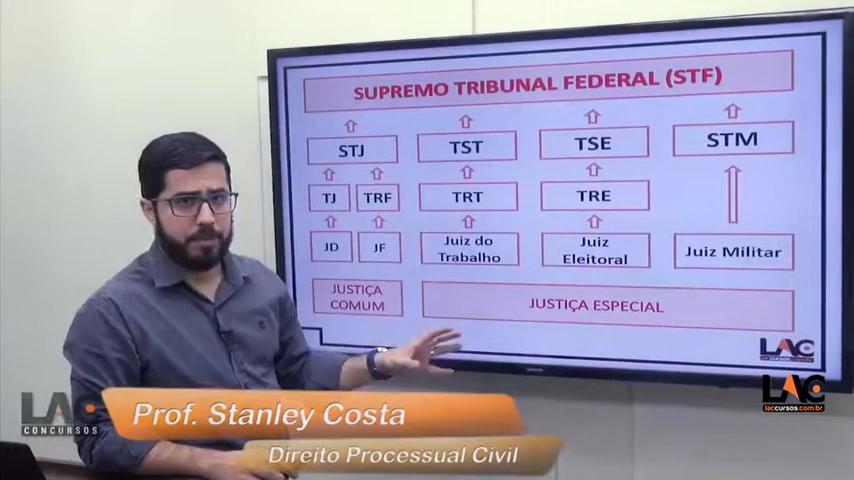 SUPREMO TRIBUNAL FEDERAL (STF)
STJ TST TSE STM
TJ TRF TRT TRE
JD JF Juiz do Trabalho Juiz Eleitoral Juiz Militar
JUSTIÇA COMUM JUSTIÇA ESPECIAL
LAC CONCURSOS
LAC
laccursos.com.br
LAC
CONCURSOS
Prof. Stanley Costa
Direito Processual Civil